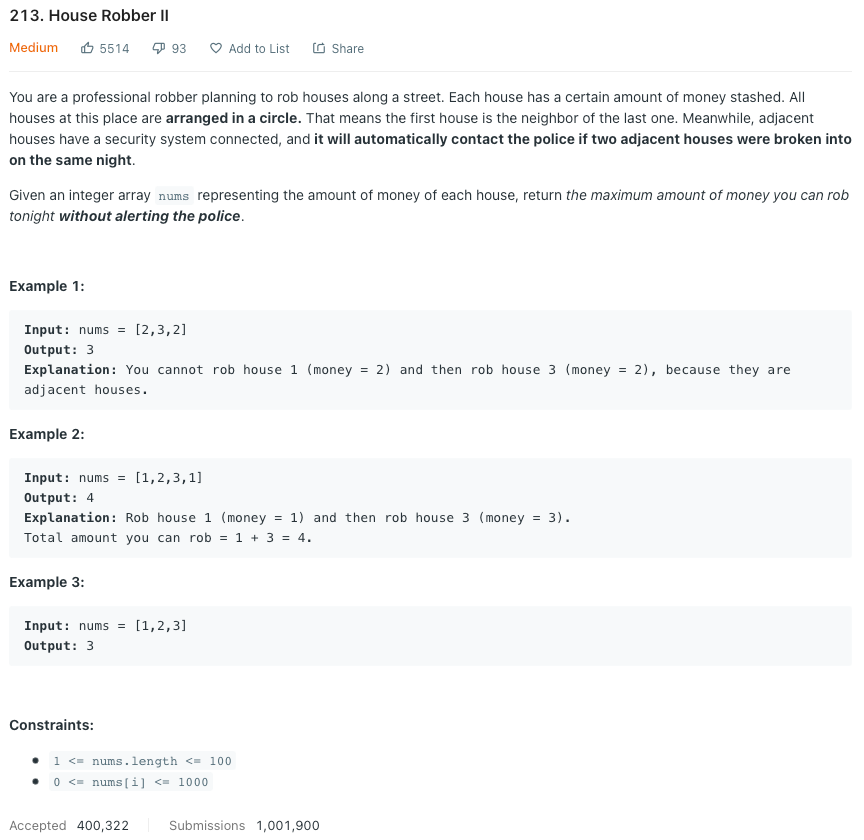 213. House Robber II
Medium 5514 93 Add to List Share
You are a professional robber planning to rob houses along a street. Each house has a certain amount of money stashed. All
houses at this place are arranged in a circle. That means the first house is the neighbor of the last one. Meanwhile, adjacent
houses have a security system connected, and it will automatically contact the police if two adjacent houses were broken into
on the same night.
Given an integer array nums representing the amount of money of each house, return the maximum amount of money you can rob
tonight without alerting the police.
Example 1:
Input: nums = [2,3,2]
Output: 3
Explanation: You cannot rob house 1 (money = 2) and then rob house 3 (money = 2), because they are
adjacent houses.
Example 2:
Input: nums = [1,2,3,1]
Output: 4
Explanation: Rob house 1 (money = 1) and then rob house 3 (money = 3).
Total amount you can rob = 1 + 3 = 4.
Example 3:
Input: nums = [1,2,3]
Output: 3
Constraints:
• 1 <= nums.length <= 100
• 0 <= nums[i] <= 1000
Accepted 400,322 Submissions 1,001,900